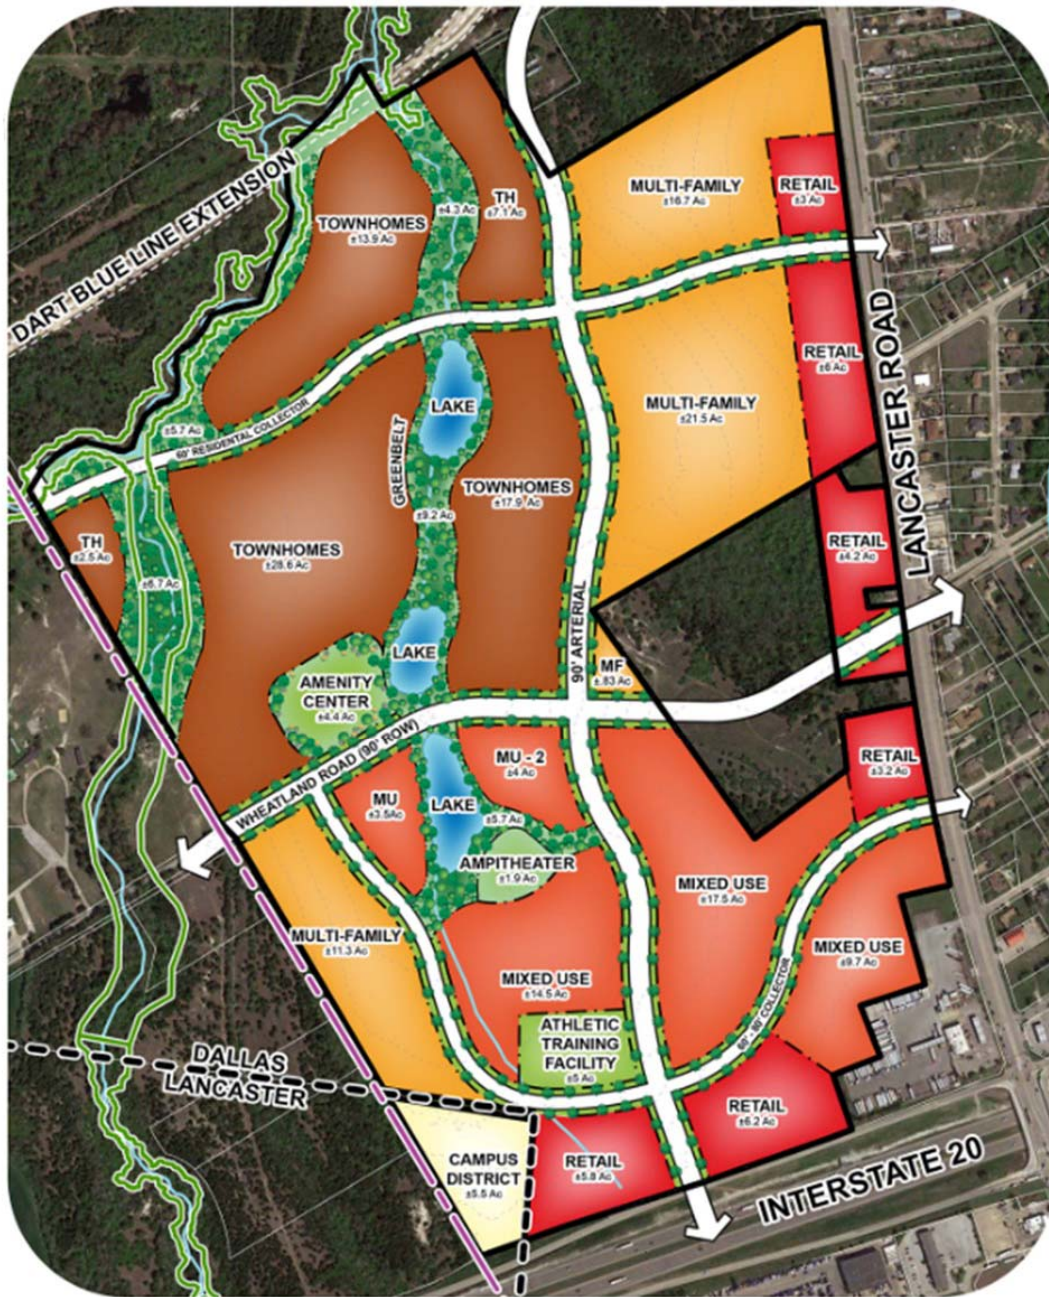 DART BLUE LINE EXTENSION
TOWNHOMES
±13.9 Ac
±4.3 Ac
TH
±7.1 Ac
MULTI-FAMILY
±16.7 Ac
RETAIL
±3 Ac
LANCASTER ROAD
RETAIL
±6 Ac
MULTI-FAMILY
±21.5 Ac
LAKE
GREENBELT
60' RESIDENTAL COLLECTOR
±5.7 Ac
TOWNHOMES
±17.9 Ac
±9.2 Ac
TH
±2.5 Ac
TOWNHOMES
±28.6 Ac
±6.7 Ac
RETAIL
±4.2 Ac
90' ARTERIAL
LAKE
MF
±.83 Ac
AMENITY
CENTER
±4.4 Ac
WHEATLAND ROAD (90' ROW)
MU - 2
±4 Ac
RETAIL
±3.2 Ac
MU
±3.5Ac
LAKE
±5.7 Ac
AMPITHEATER
±1.9 Ac
MIXED USE
±17.5 Ac
MULTI-FAMILY
±11.3 Ac
MIXED USE
±9.7 Ac
MIXED USE
±14.5 Ac
60' - 80' COLLECTOR
ATHLETIC
TRAINING
FACILITY
±5 Ac
DALLAS
LANCASTER
RETAIL
±6.2 Ac
CAMPUS
DISTRICT
±5.5 Ac
RETAIL
±5.8 Ac
INTERSTATE 20